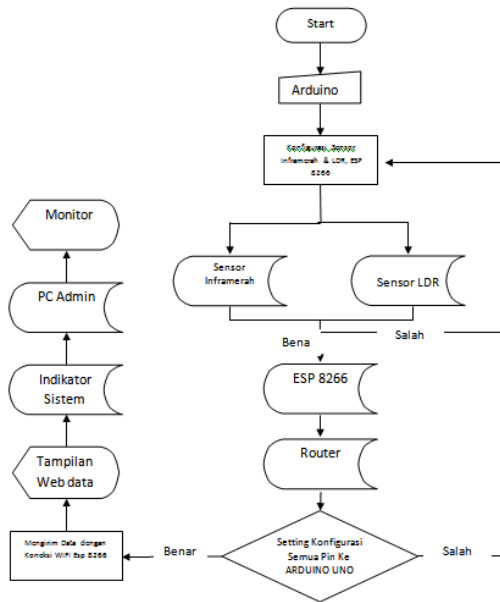 Start
Arduino
Konfigurasi Sensor
Inframerah & LDR, ESP
8266
Sensor
Inframerah
Sensor LDR
Bena
Salah
ESP 8266
Router
Setting Konfigurasi
Semua Pin Ke
ARDUINO UNO
Salah
Benar
Mengirim Data dengan
Koneksi WiFi Esp 8266
Tampilan
Web data
Indikator
Sistem
PC Admin
Monitor